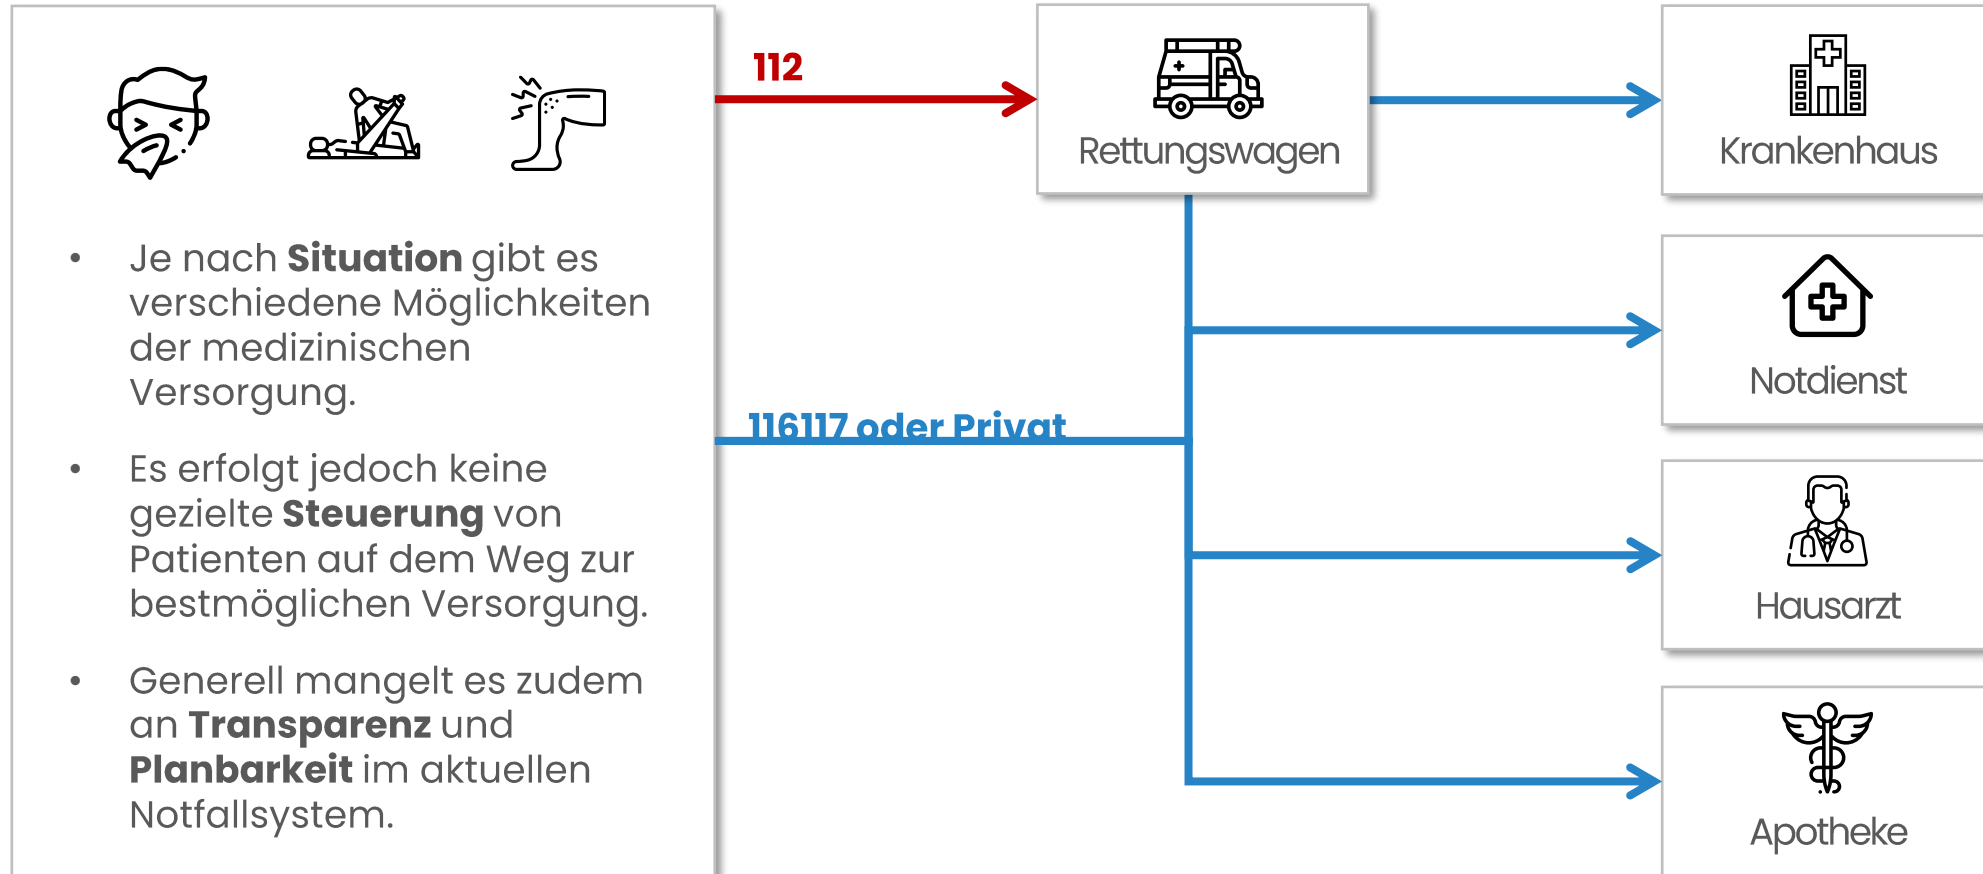 • Je nach Situation gibt es
verschiedene Möglichkeiten
der medizinischen
Versorgung.
• Es erfolgt jedoch keine
gezielte Steuerung von
Patienten auf dem Weg zur
bestmöglichen Versorgung.
• Generell mangelt es zudem
an Transparenz und
Planbarkeit im aktuellen
Notfallsystem.
112
116117 oder Privat
Rettungswagen
Krankenhaus
Notdienst
Hausarzt
Apotheke